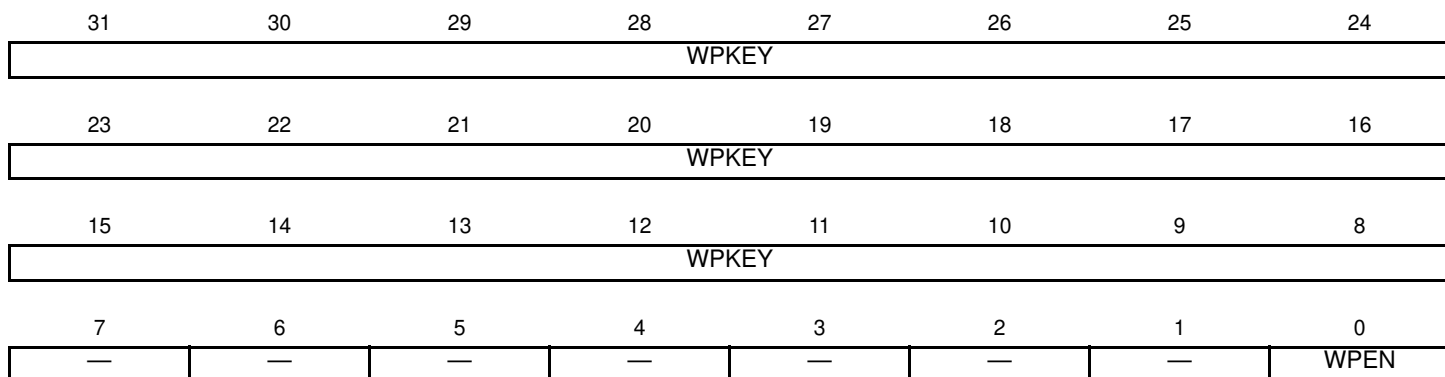 31 30 29 28 27 26 25 24
WPKEY
23 22 21 20 19 18 17 16
WPKEY
15 14 13 12 11 10 9 8
WPKEY
7 6 5 4 3 2 1 0
— — — — — — — WPEN